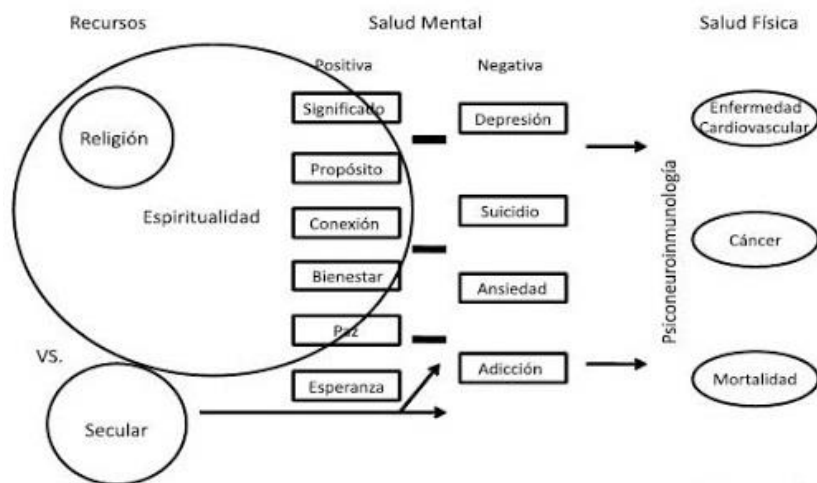 Recursos
Salud Mental
Salud Física
Positiva
Negativa
Significado
Propósito
Conexión
Bienestar
Paz
Esperanza
Depresión
Suicidio
Ansiedad
Adicción
Religión
Espiritualidad
VS.
Secular
Psiconeuroinmunología
Enfermedad
Cardiovascular
Cáncer
Mortalidad